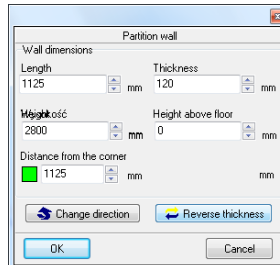 Partition wall
Wall dimensions
Length Thickness
1125 mm 120 mm
Height above floor
2800 mm 0 mm
Distance from the corner
1125 mm mm
Change direction Reverse thickness
OK Cancel